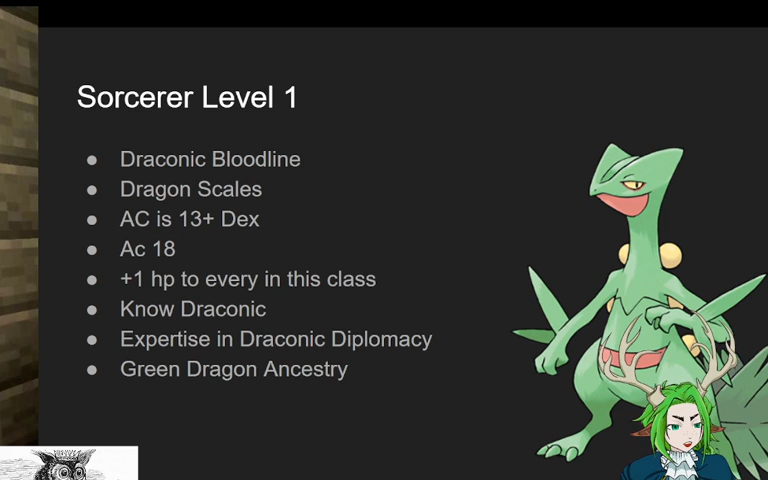 Sorcerer Level 1
● Draconic Bloodline
● Dragon Scales
● AC is 13+ Dex
● Ac 18
● +1 hp to every in this class
● Know Draconic
● Expertise in Draconic Diplomacy
● Green Dragon Ancestry